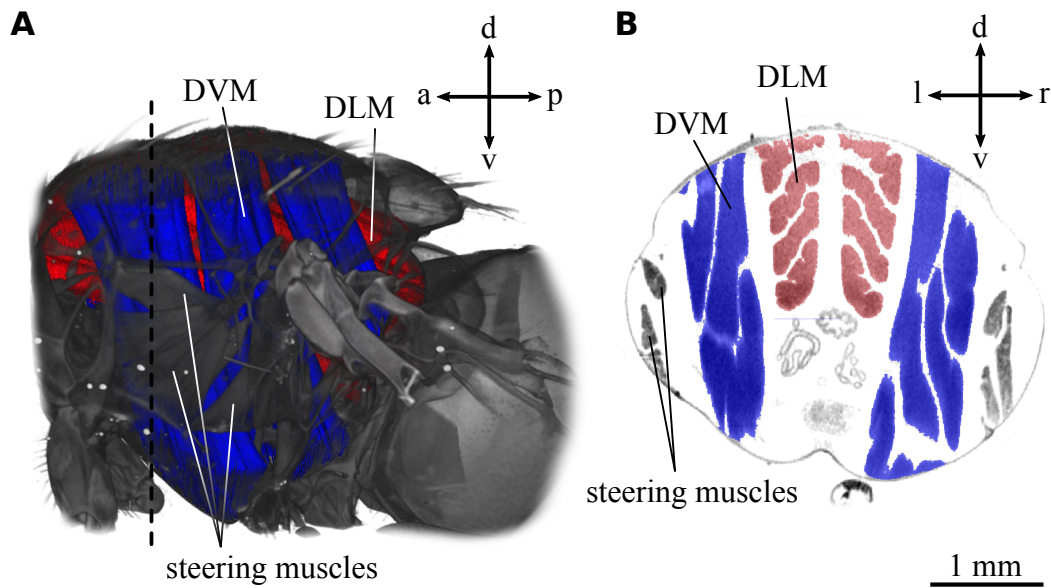 A
d
a
p
v
DVM
DLM
steering muscles
B
d
l
r
v
DLM
DVM
steering muscles
1 mm